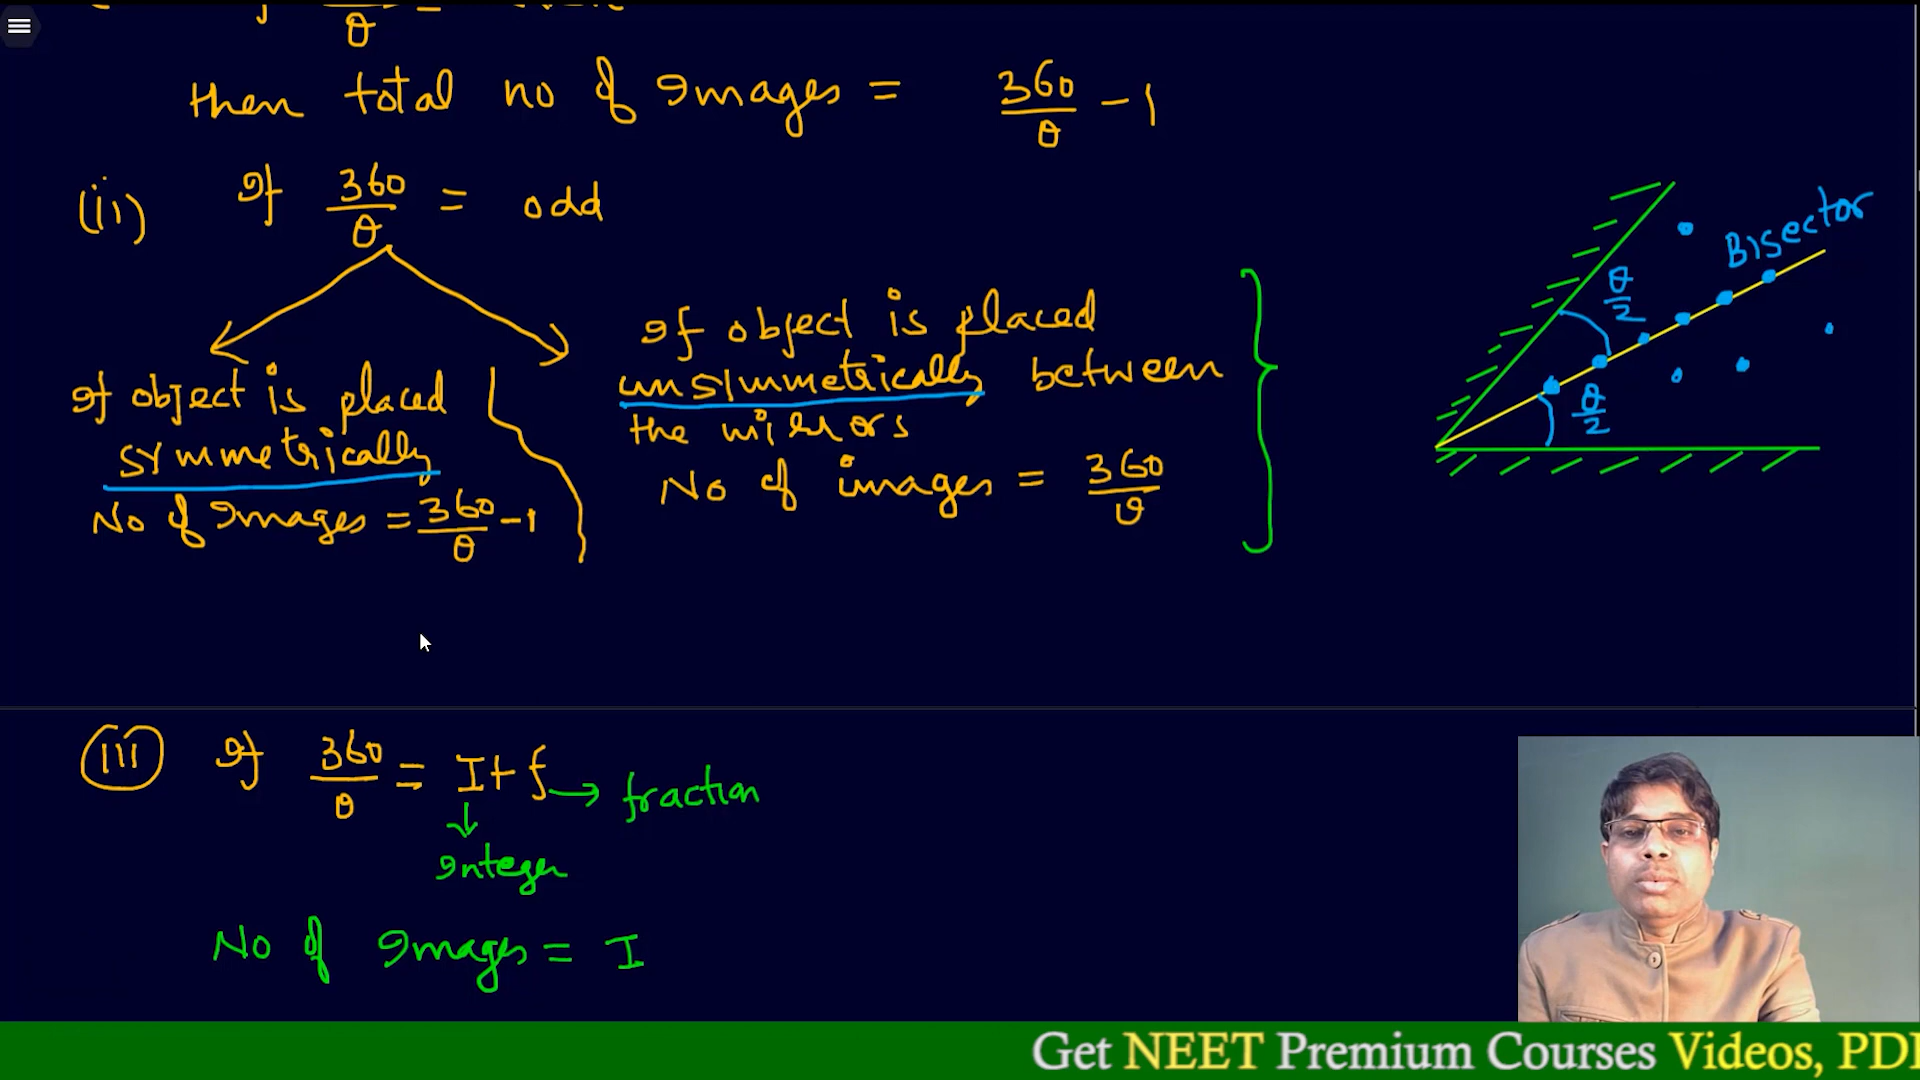 θ =
then total no of Images = 360/θ - 1
(ii) If 360/θ = odd
If object is placed
symmetrically
No of Images = 360/θ - 1
If object is placed
unsymmetrically between
the mirrors
No of images = 360/θ
Bisector
θ/2
θ/2
(III) If 360/θ = I + f → fraction
Integer
No of Images = I
Get NEET Premium Courses Videos, PDF